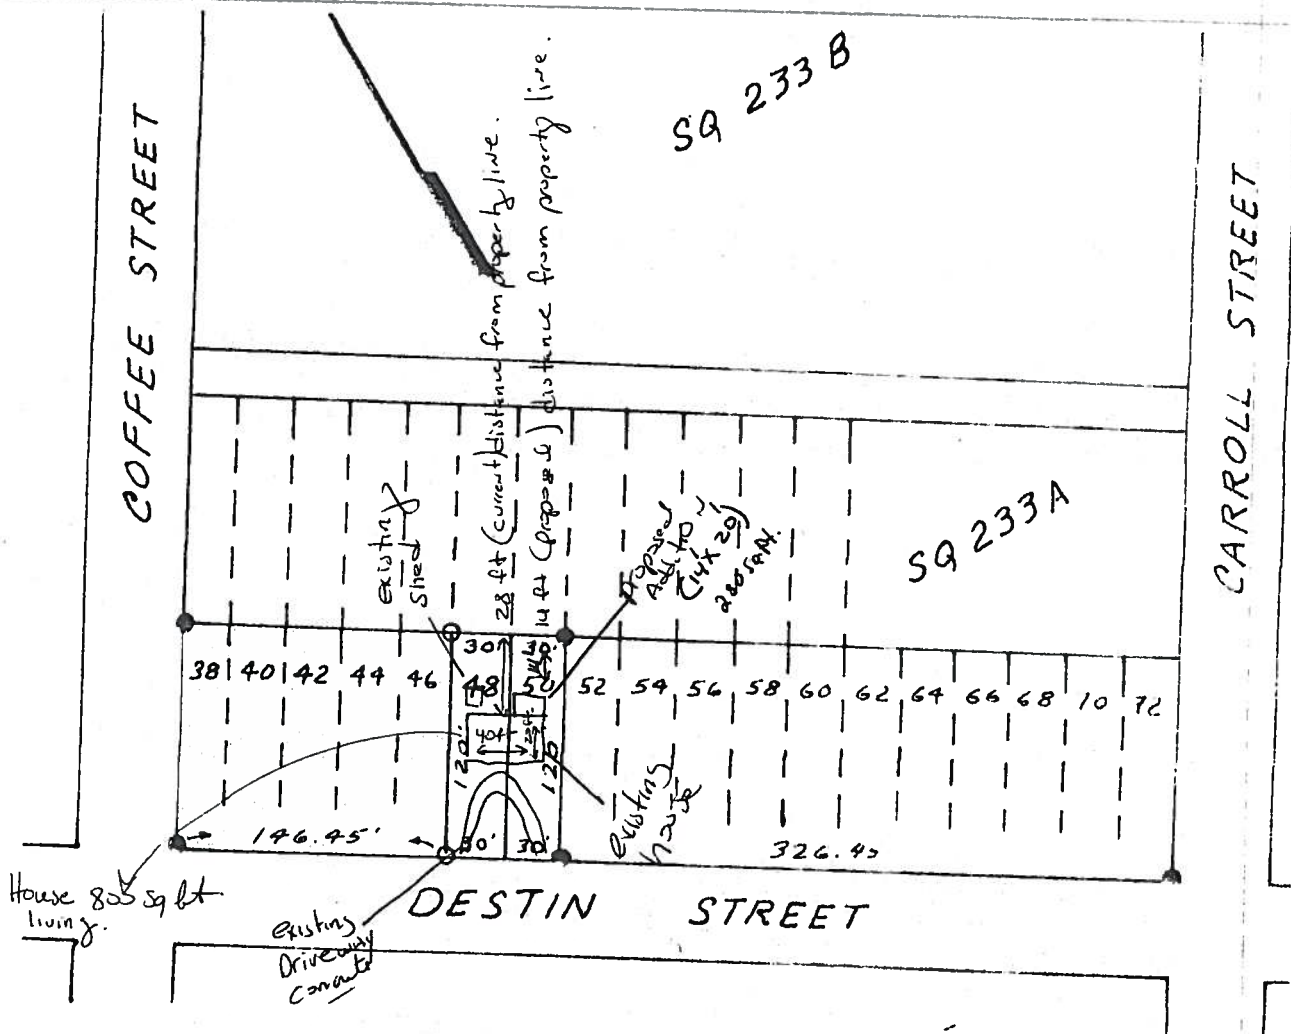 COFFEE STREET
28 ft (current) distance from property line.
14 ft (proposed) distance from property line.
SQ 233 B
CARROLL STREET
existing
shed
proposed
Addition
(14' X 20')
280 sq ft.
SQ 233 A
30' 30'
38 40 42 44 46 48 50 52 54 56 58 60 62 64 66 68 70 72
120' 120
existing
house
146.45' 30' 30' 326.45
House 805 sq ft
living.
DESTIN STREET
existing
Driveway
concrete